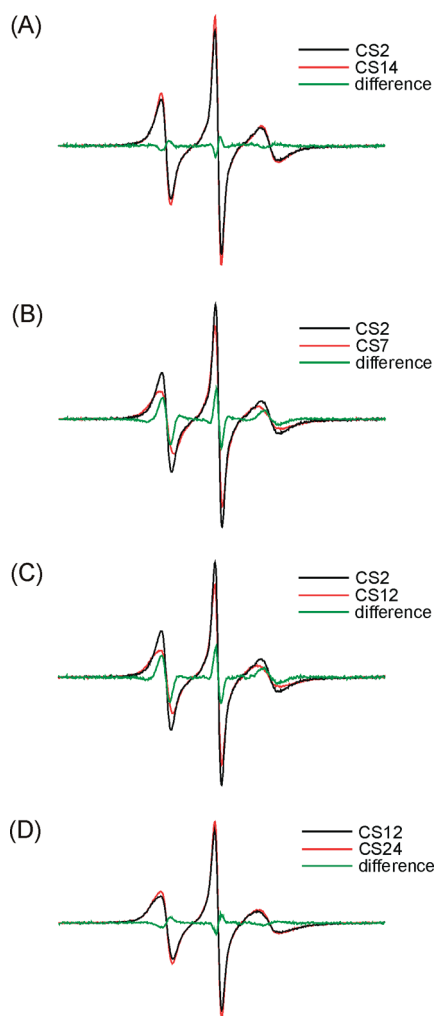 (A)
CS2
CS14
difference
(B)
CS2
CS7
difference
(C)
CS2
CS12
difference
(D)
CS12
CS24
difference